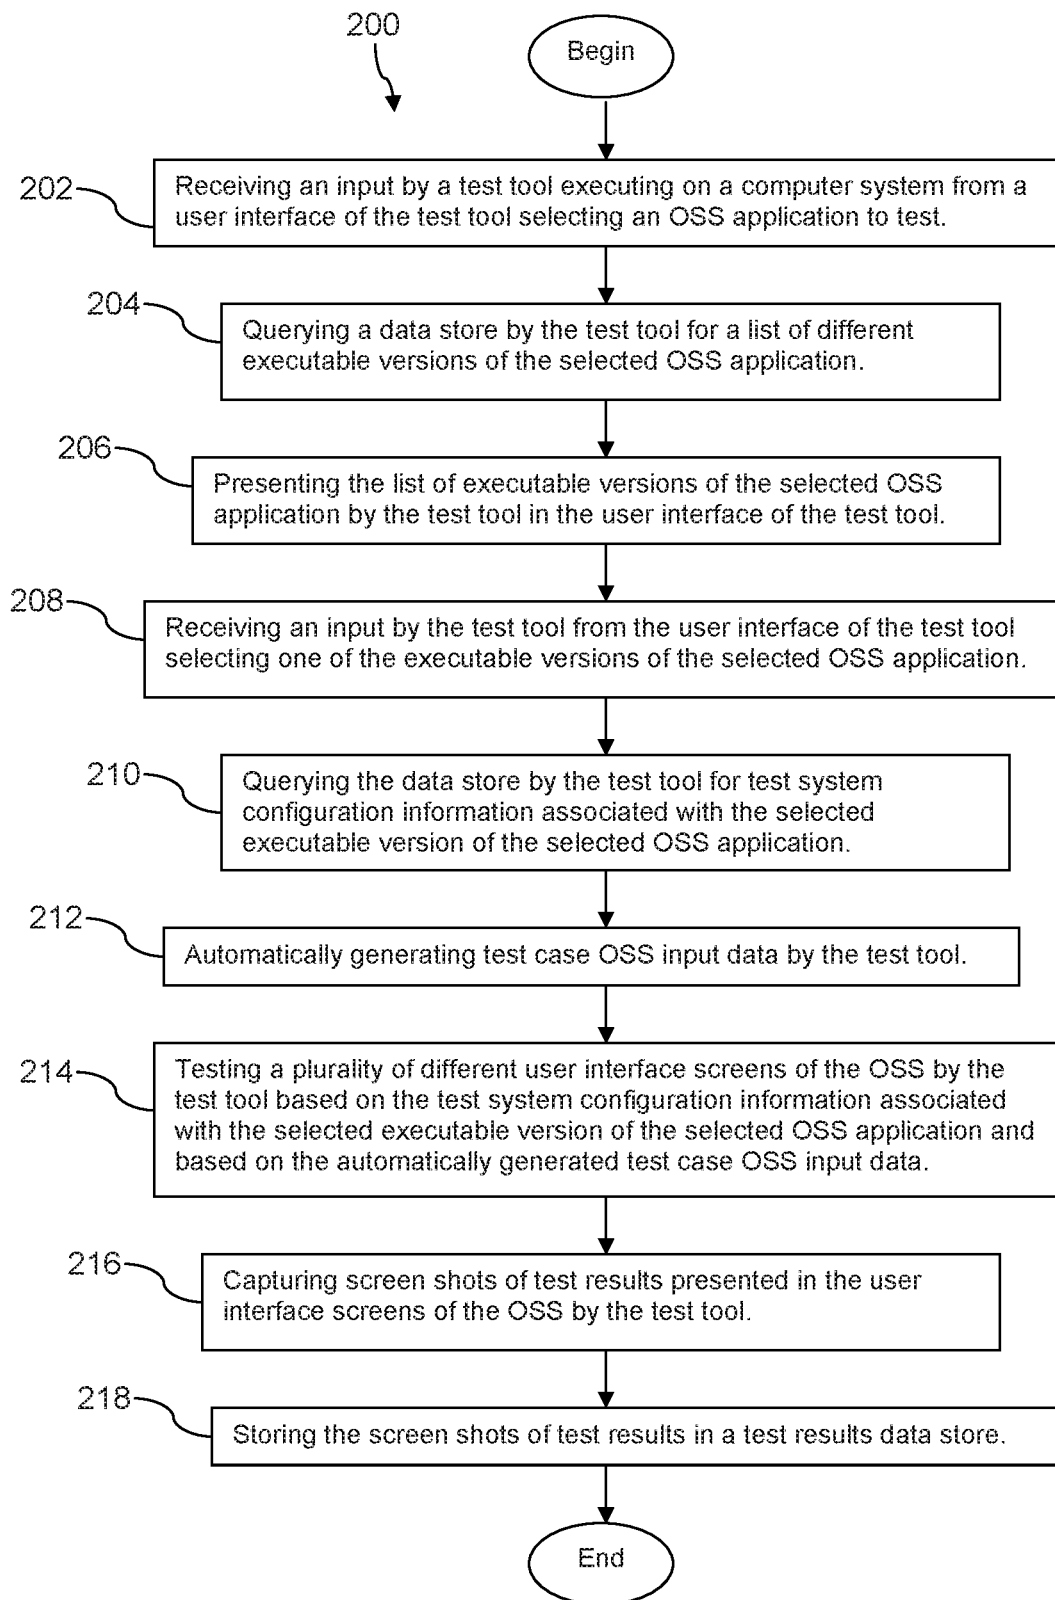 200
Begin
202
Receiving an input by a test tool executing on a computer system from a
user interface of the test tool selecting an OSS application to test.
204
Querying a data store by the test tool for a list of different
executable versions of the selected OSS application.
206
Presenting the list of executable versions of the selected OSS
application by the test tool in the user interface of the test tool.
208
Receiving an input by the test tool from the user interface of the test tool
selecting one of the executable versions of the selected OSS application.
210
Querying the data store by the test tool for test system
configuration information associated with the selected
executable version of the selected OSS application.
212
Automatically generating test case OSS input data by the test tool.
214
Testing a plurality of different user interface screens of the OSS by the
test tool based on the test system configuration information associated
with the selected executable version of the selected OSS application and
based on the automatically generated test case OSS input data.
216
Capturing screen shots of test results presented in the user
interface screens of the OSS by the test tool.
218
Storing the screen shots of test results in a test results data store.
End